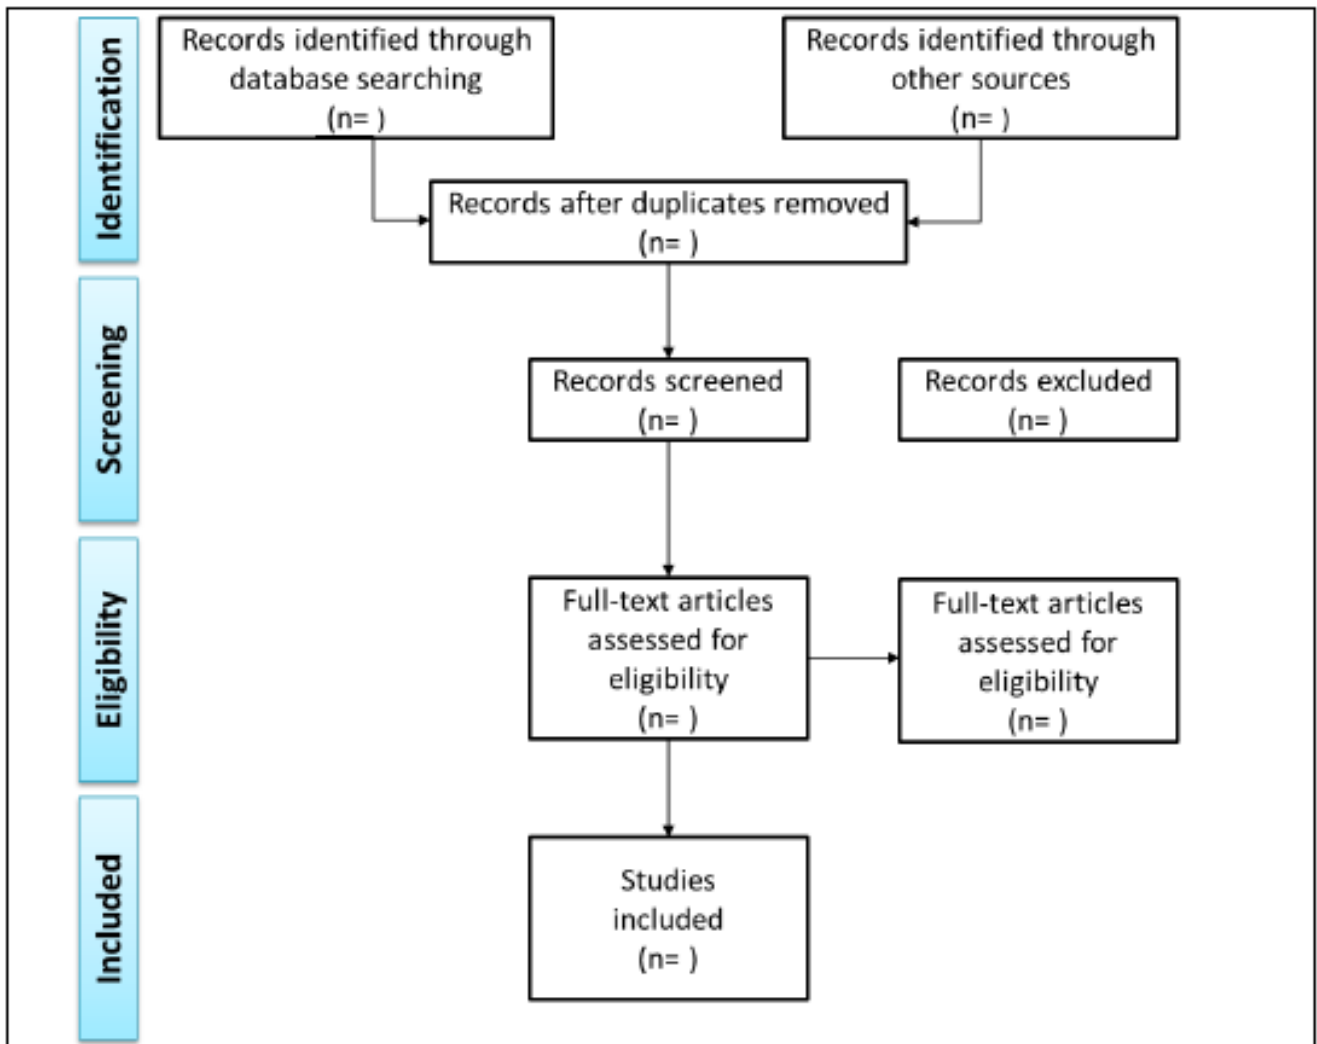 Identification
Records identified through
database searching
(n= )
Records identified through
other sources
(n= )
Records after duplicates removed
(n= )
Screening
Records screened
(n= )
Records excluded
(n= )
Eligibility
Full-text articles
assessed for
eligibility
(n= )
Full-text articles
assessed for
eligibility
(n= )
Included
Studies
included
(n= )